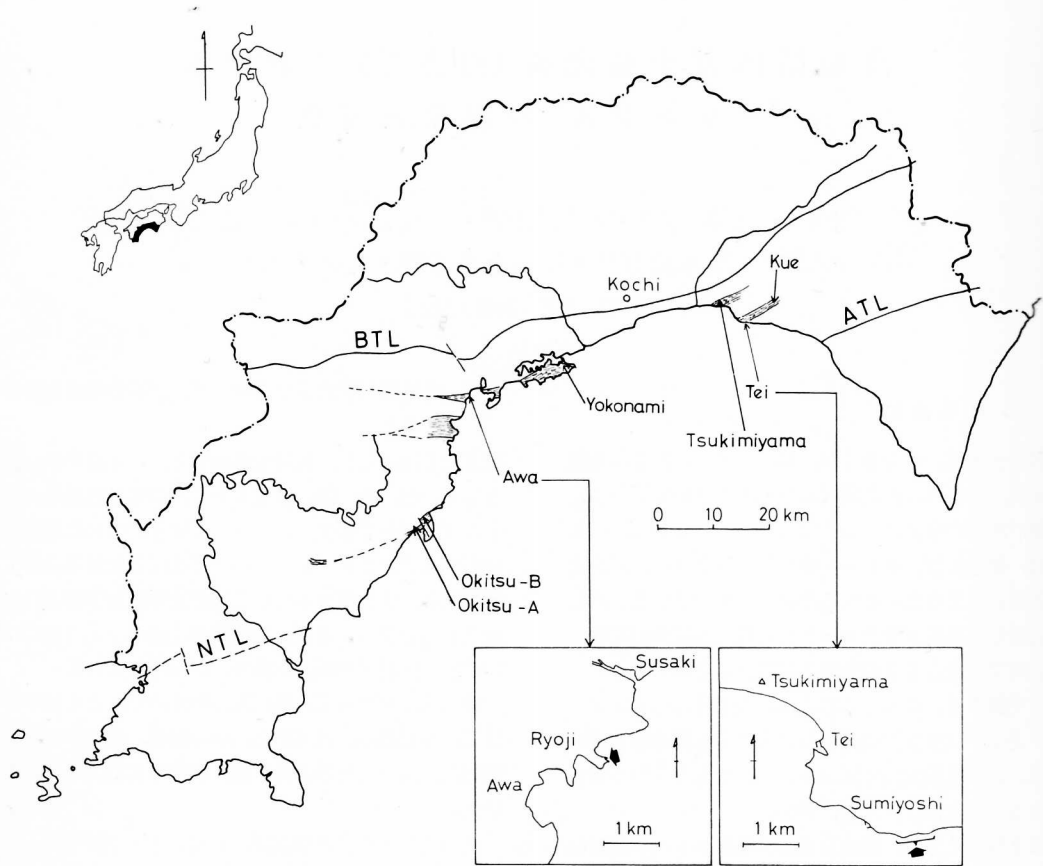 Kochi
Kue
BTL
ATL
Yokonami
Tei
Tsukimiyama
Awa
0 10 20 km
Okitsu-B
Okitsu-A
NTL
Susaki
Ryoji
Awa
1 km
Tsukimiyama
Tei
Sumiyoshi
1 km